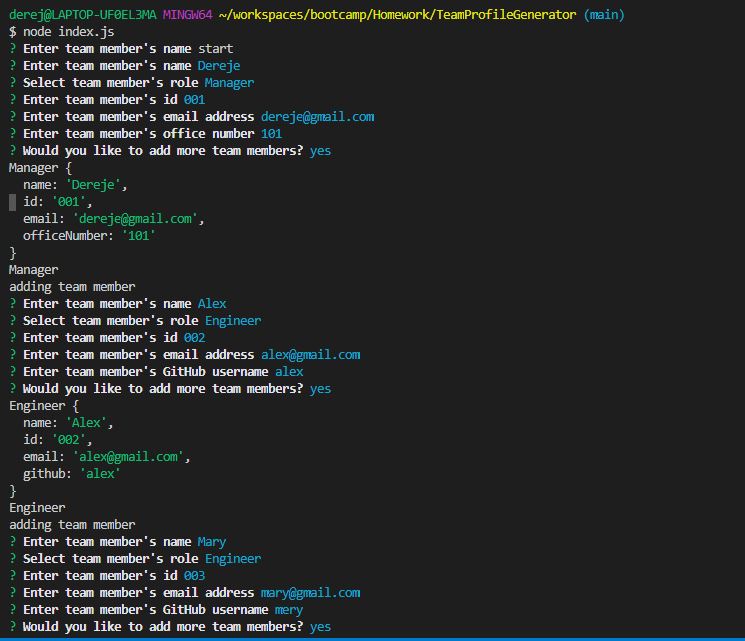 derej@LAPTOP-UF0EL3MA MINGW64 ~/workspaces/bootcamp/Homework/TeamProfileGenerator (main)
$ node index.js
? Enter team member's name start
? Enter team member's name Dereje
? Select team member's role Manager
? Enter team member's id 001
? Enter team member's email address dereje@gmail.com
? Enter team member's office number 101
? Would you like to add more team members? yes
Manager {
  name: 'Dereje',
  id: '001',
  email: 'dereje@gmail.com',
  officeNumber: '101'
}
Manager
adding team member
? Enter team member's name Alex
? Select team member's role Engineer
? Enter team member's id 002
? Enter team member's email address alex@gmail.com
? Enter team member's GitHub username alex
? Would you like to add more team members? yes
Engineer {
  name: 'Alex',
  id: '002',
  email: 'alex@gmail.com',
  github: 'alex'
}
Engineer
adding team member
? Enter team member's name Mary
? Select team member's role Engineer
? Enter team member's id 003
? Enter team member's email address mary@gmail.com
? Enter team member's GitHub username mery
? Would you like to add more team members? yes